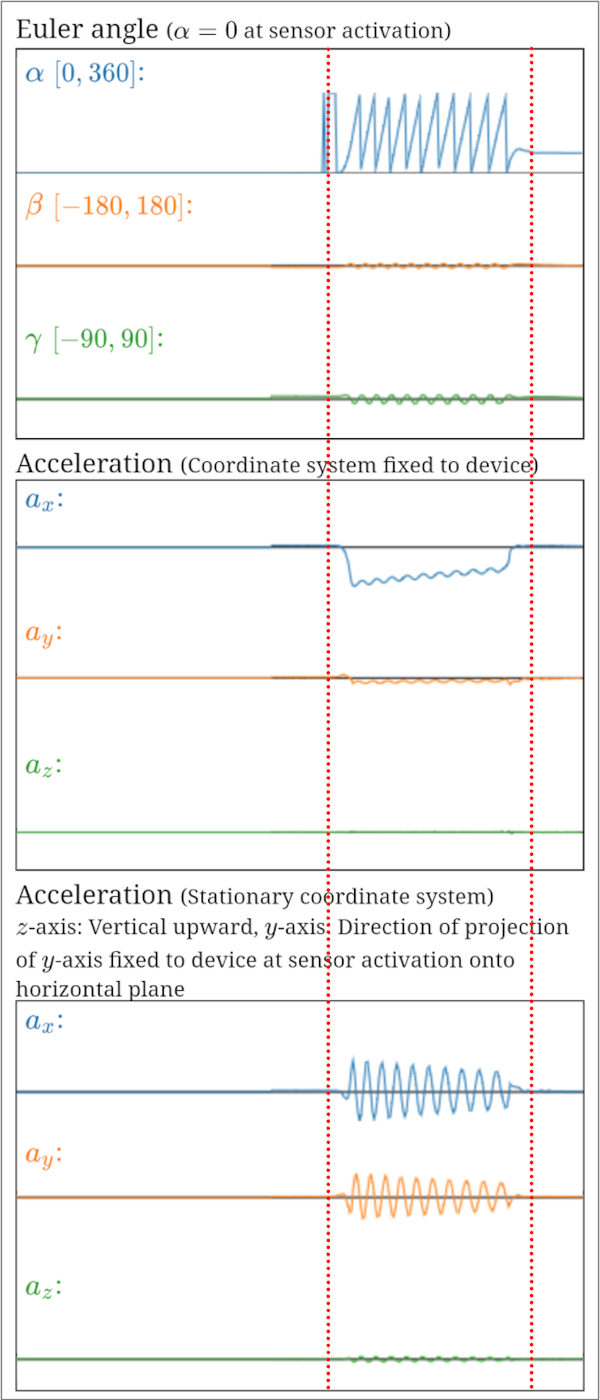 Euler angle (α = 0 at sensor activation)
α [0, 360]:
β [−180, 180]:
γ [−90, 90]:
Acceleration (Coordinate system fixed to device)
aₓ:
a_y:
a_z:
Acceleration (Stationary coordinate system)
z-axis: Vertical upward, y-axis: Direction of projection
of y-axis fixed to device at sensor activation onto
horizontal plane
aₓ:
a_y:
a_z: